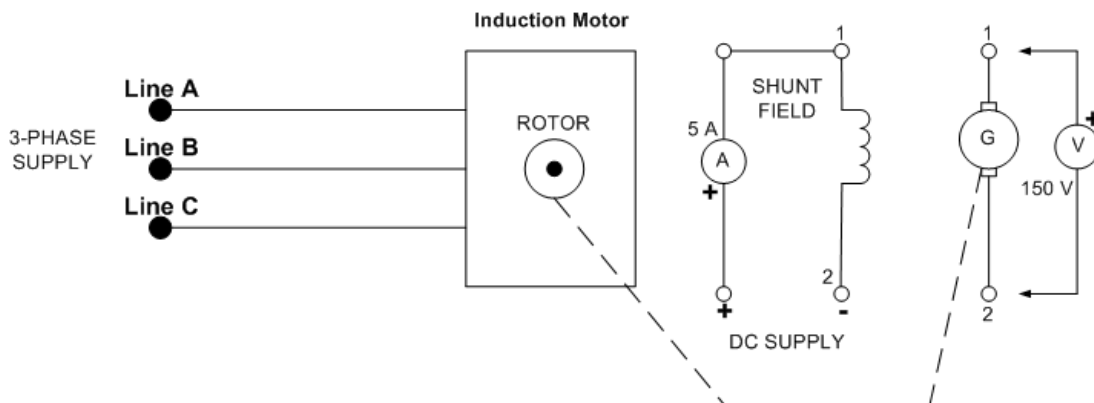 Induction Motor
Line A
Line B
Line C
3-PHASE
SUPPLY
ROTOR
1
SHUNT
FIELD
5 A
A
+
2
+
-
DC SUPPLY
1
G
+
V
150 V
2